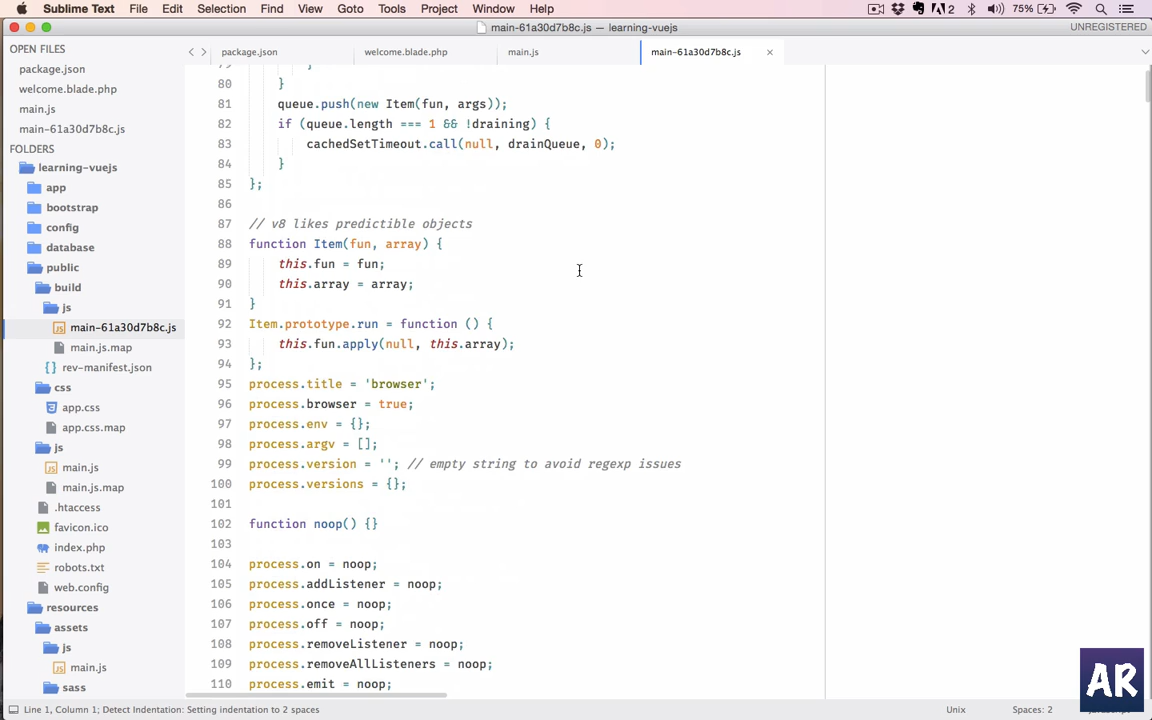 Sublime Text File Edit Selection Find View Goto Tools Project Window Help 2 75%
main-61a30d7b8c.js — learning-vuejs UNREGISTERED
OPEN FILES
package.json
welcome.blade.php
main.js
main-61a30d7b8c.js
FOLDERS
learning-vuejs
app
bootstrap
config
database
public
build
js
main-61a30d7b8c.js
main.js.map
rev-manifest.json
css
app.css
app.css.map
js
main.js
main.js.map
.htaccess
favicon.ico
index.php
robots.txt
web.config
resources
assets
js
main.js
sass
package.json welcome.blade.php main.js main-61a30d7b8c.js ×
79 }
80 }
81 queue.push(new Item(fun, args));
82 if (queue.length === 1 && !draining) {
83 cachedSetTimeout.call(null, drainQueue, 0);
84 }
85 };
86
87 // v8 likes predictible objects
88 function Item(fun, array) {
89 this.fun = fun;
90 this.array = array;
91 }
92 Item.prototype.run = function () {
93 this.fun.apply(null, this.array);
94 };
95 process.title = 'browser';
96 process.browser = true;
97 process.env = {};
98 process.argv = [];
99 process.version = ''; // empty string to avoid regexp issues
100 process.versions = {};
101
102 function noop() {}
103
104 process.on = noop;
105 process.addListener = noop;
106 process.once = noop;
107 process.off = noop;
108 process.removeListener = noop;
109 process.removeAllListeners = noop;
110 process.emit = noop;
AR
Line 1, Column 1; Detect Indentation: Setting indentation to 2 spaces Unix Spaces: 2